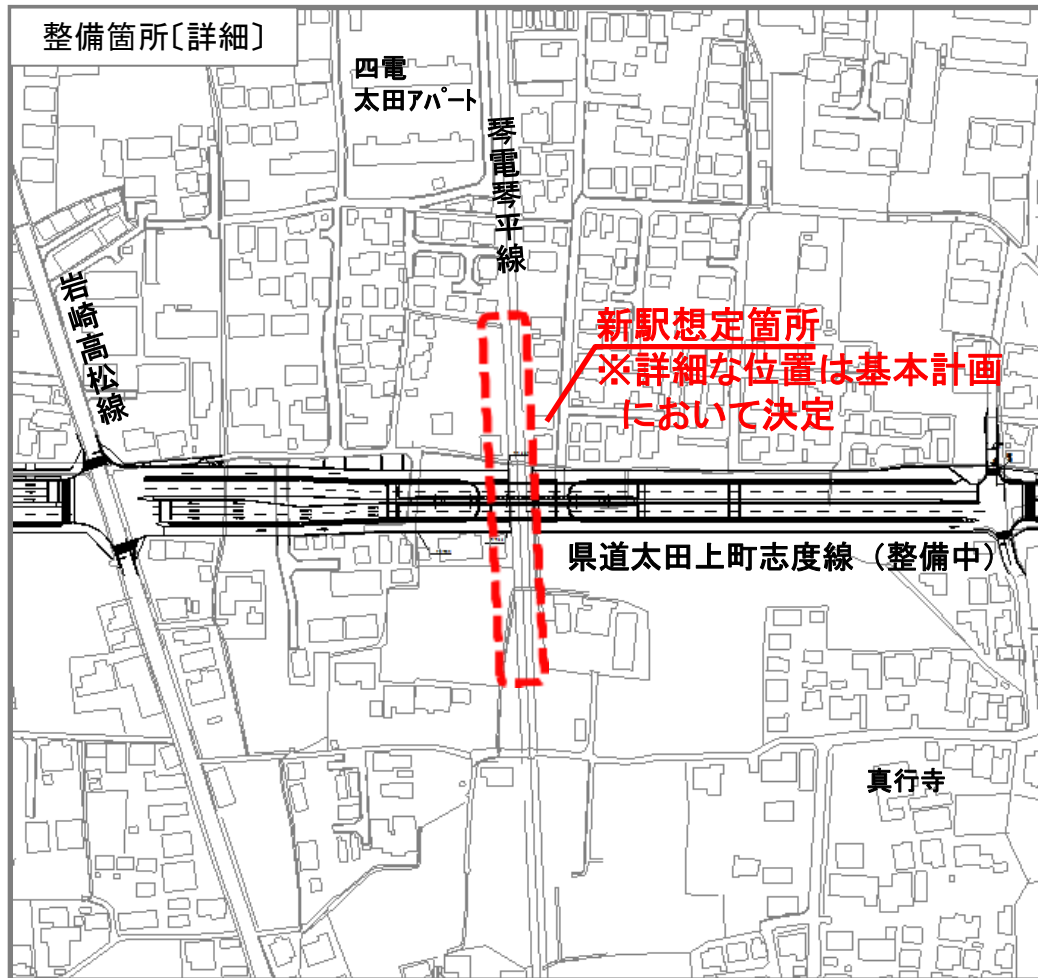 整備箇所〔詳細〕
四電
太田アパート
琴電琴平線
岩崎高松線
新駅想定箇所
※詳細な位置は基本計画
において決定
県道太田上町志度線（整備中）
真行寺